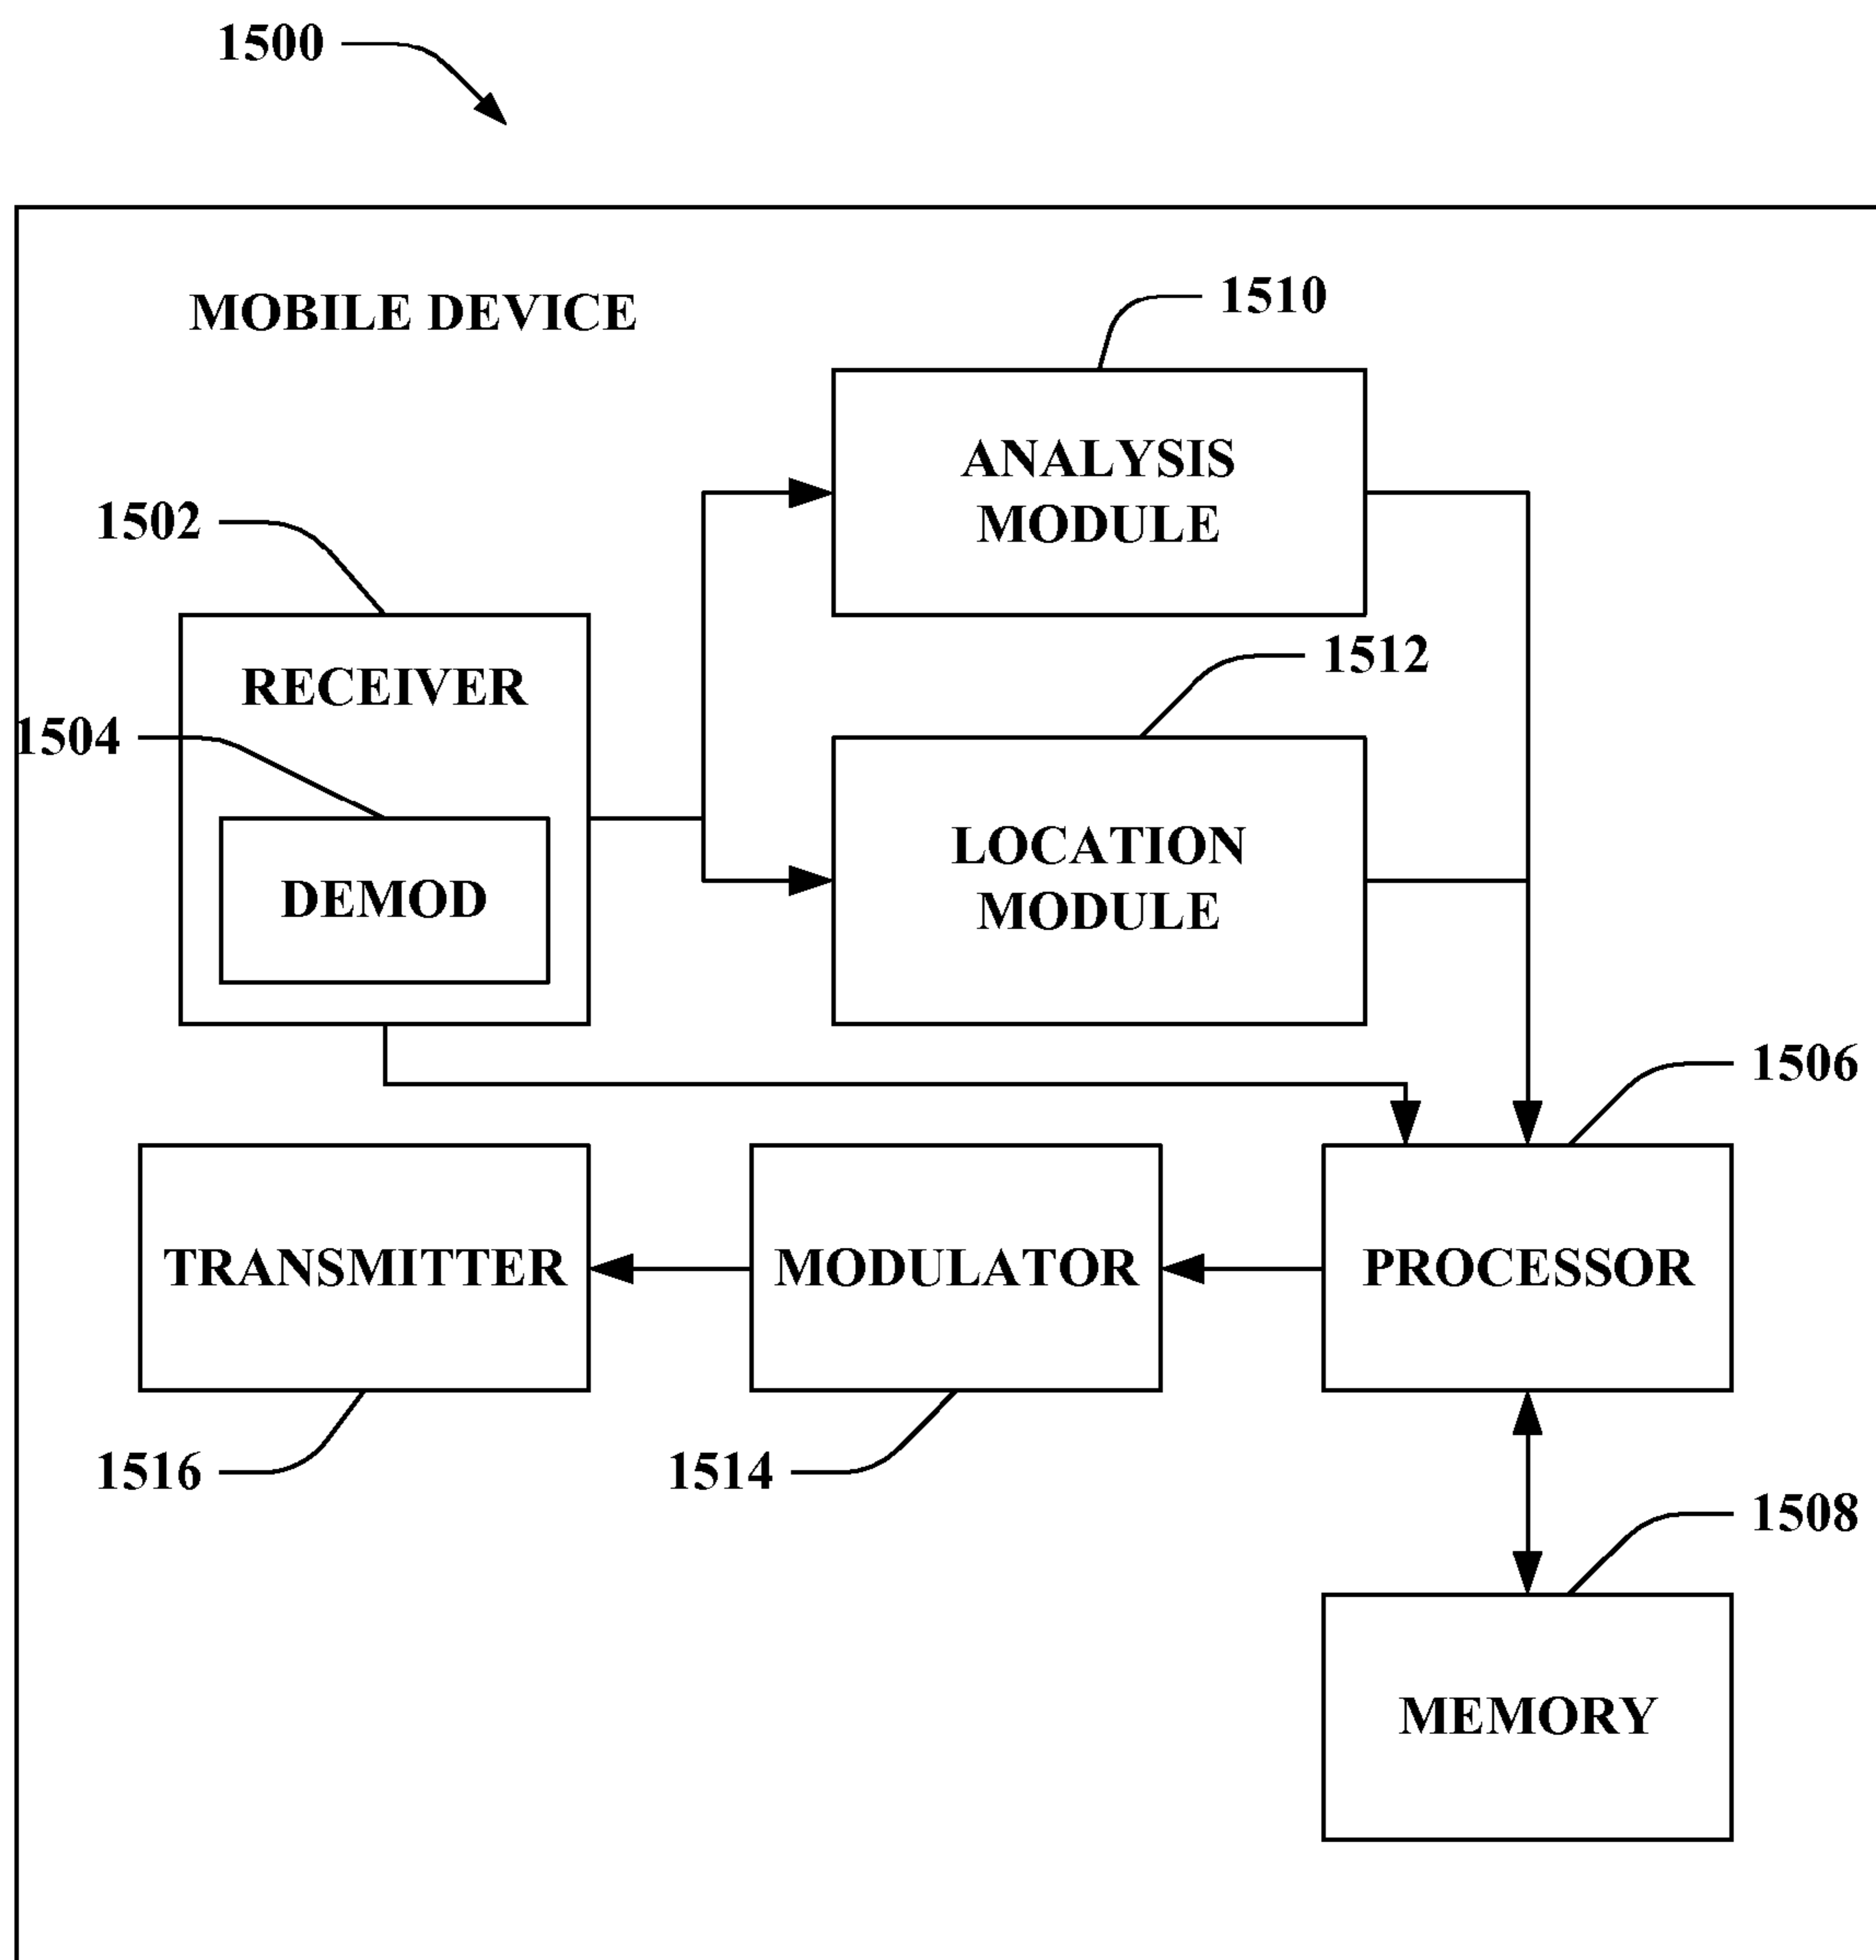 1500
MOBILE DEVICE
1510
ANALYSIS
MODULE
1502
RECEIVER
1504
DEMOD
1512
LOCATION
MODULE
1506
TRANSMITTER
MODULATOR
PROCESSOR
1516
1514
1508
MEMORY